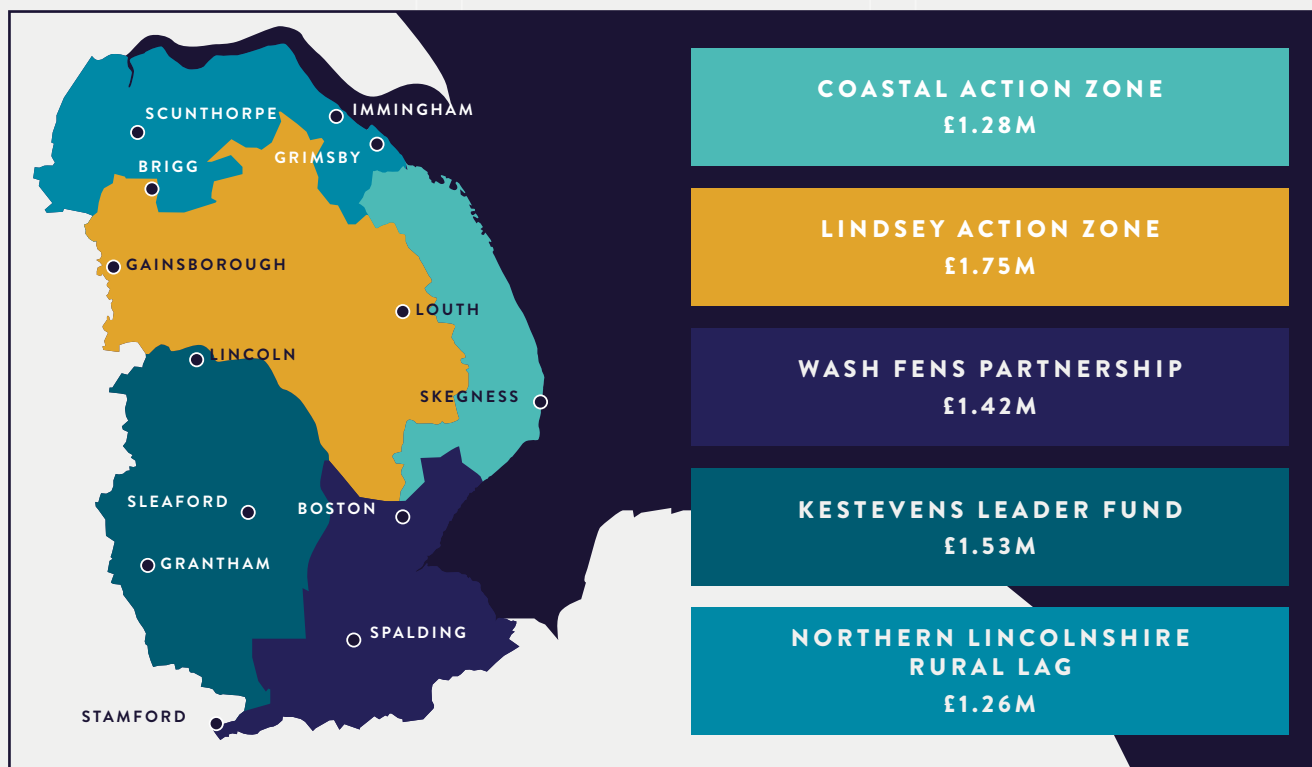 SCUNTHORPE
IMMINGHAM
BRIGG
GRIMSBY
GAINSBOROUGH
LOUTH
LINCOLN
SKEGNESS
SLEAFORD
BOSTON
GRANTHAM
SPALDING
STAMFORD
COASTAL ACTION ZONE
£1.28M
LINDSEY ACTION ZONE
£1.75M
WASH FENS PARTNERSHIP
£1.42M
KESTEVENS LEADER FUND
£1.53M
NORTHERN LINCOLNSHIRE
RURAL LAG
£1.26M